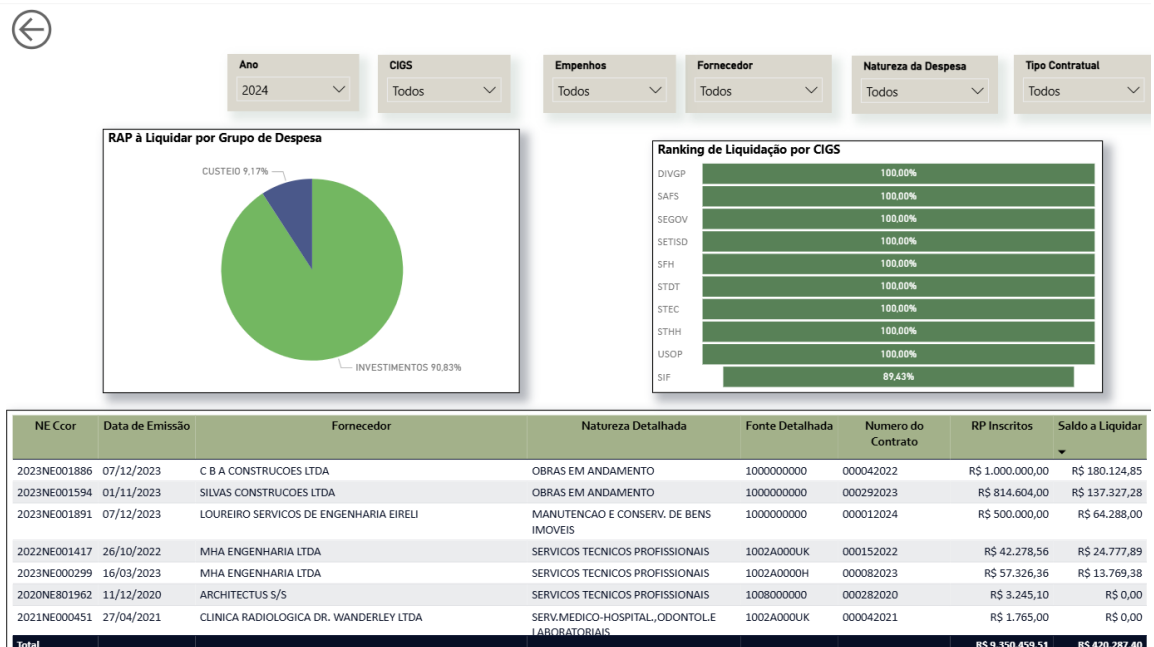 Ano
2024
CIGS
Todos
Empenhos
Todos
Fornecedor
Todos
Natureza da Despesa
Todos
Tipo Contratual
Todos
RAP à Liquidar por Grupo de Despesa
CUSTEIO 9,17%
INVESTIMENTOS 90,83%
Ranking de Liquidação por CIGS
DIVGP 100,00%
SAFS 100,00%
SEGOV 100,00%
SETISD 100,00%
SFH 100,00%
STDT 100,00%
STEC 100,00%
STHH 100,00%
USOP 100,00%
SIF 89,43%
NE Ccor Data de Emissão Fornecedor Natureza Detalhada Fonte Detalhada Numero do Contrato RP Inscritos Saldo a Liquidar
2023NE001886 07/12/2023 C B A CONSTRUCOES LTDA OBRAS EM ANDAMENTO 1000000000 000042022 R$ 1.000.000,00 R$ 180.124,85
2023NE001594 01/11/2023 SILVAS CONSTRUCOES LTDA OBRAS EM ANDAMENTO 1000000000 000292023 R$ 814.604,00 R$ 137.327,28
2023NE001891 07/12/2023 LOUREIRO SERVICOS DE ENGENHARIA EIRELI MANUTENCAO E CONSERV. DE BENS IMOVEIS 1000000000 000012024 R$ 500.000,00 R$ 64.288,00
2022NE001417 26/10/2022 MHA ENGENHARIA LTDA SERVICOS TECNICOS PROFISSIONAIS 1002A000UK 000152022 R$ 42.278,56 R$ 24.777,89
2023NE000299 16/03/2023 MHA ENGENHARIA LTDA SERVICOS TECNICOS PROFISSIONAIS 1002A0000H 000082023 R$ 57.326,36 R$ 13.769,38
2020NE801962 11/12/2020 ARCHITECTUS S/S SERVICOS TECNICOS PROFISSIONAIS 1008000000 000282020 R$ 3.245,10 R$ 0,00
2021NE000451 27/04/2021 CLINICA RADIOLOGICA DR. WANDERLEY LTDA SERV.MEDICO-HOSPITAL.,ODONTOL.E LABORATORIAIS 1002A000UK 000042021 R$ 1.765,00 R$ 0,00
Total R$ 9.350.459,51 R$ 420.287,40